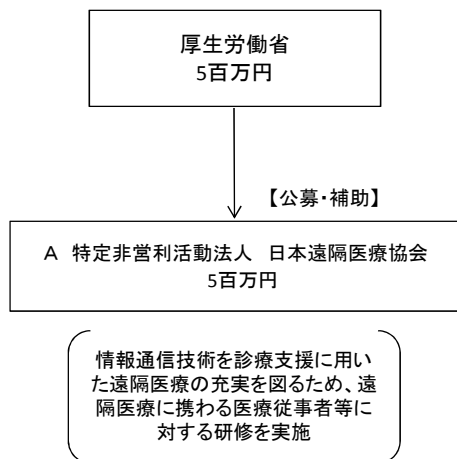 厚生労働省
5百万円
【公募・補助】
A 特定非営利活動法人 日本遠隔医療協会
5百万円
情報通信技術を診療支援に用い
た遠隔医療の充実を図るため、遠
隔医療に携わる医療従事者等に
対する研修を実施